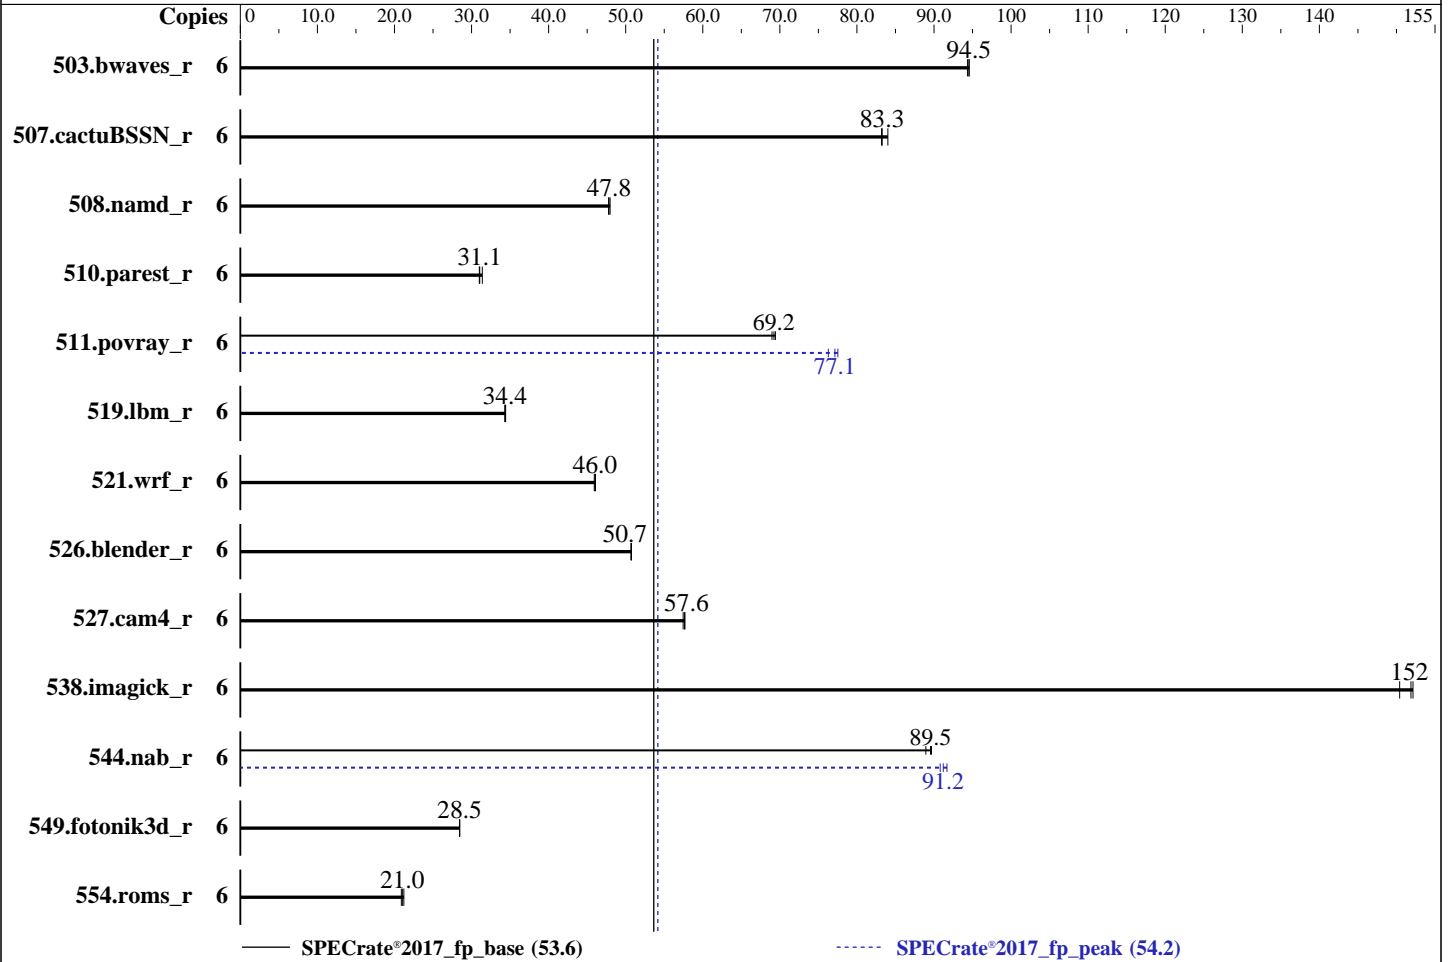 Copies 0 10.0 20.0 30.0 40.0 50.0 60.0 70.0 80.0 90.0 100 110 120 130 140 155
503.bwaves_r 6 94.5
507.cactuBSSN_r 6 83.3
508.namd_r 6 47.8
510.parest_r 6 31.1
511.povray_r 6 69.2
77.1
519.lbm_r 6 34.4
521.wrf_r 6 46.0
526.blender_r 6 50.7
527.cam4_r 6 57.6
538.imagick_r 6 152
544.nab_r 6 89.5
91.2
549.fotonik3d_r 6 28.5
554.roms_r 6 21.0
SPECrate®2017_fp_base (53.6) SPECrate®2017_fp_peak (54.2)